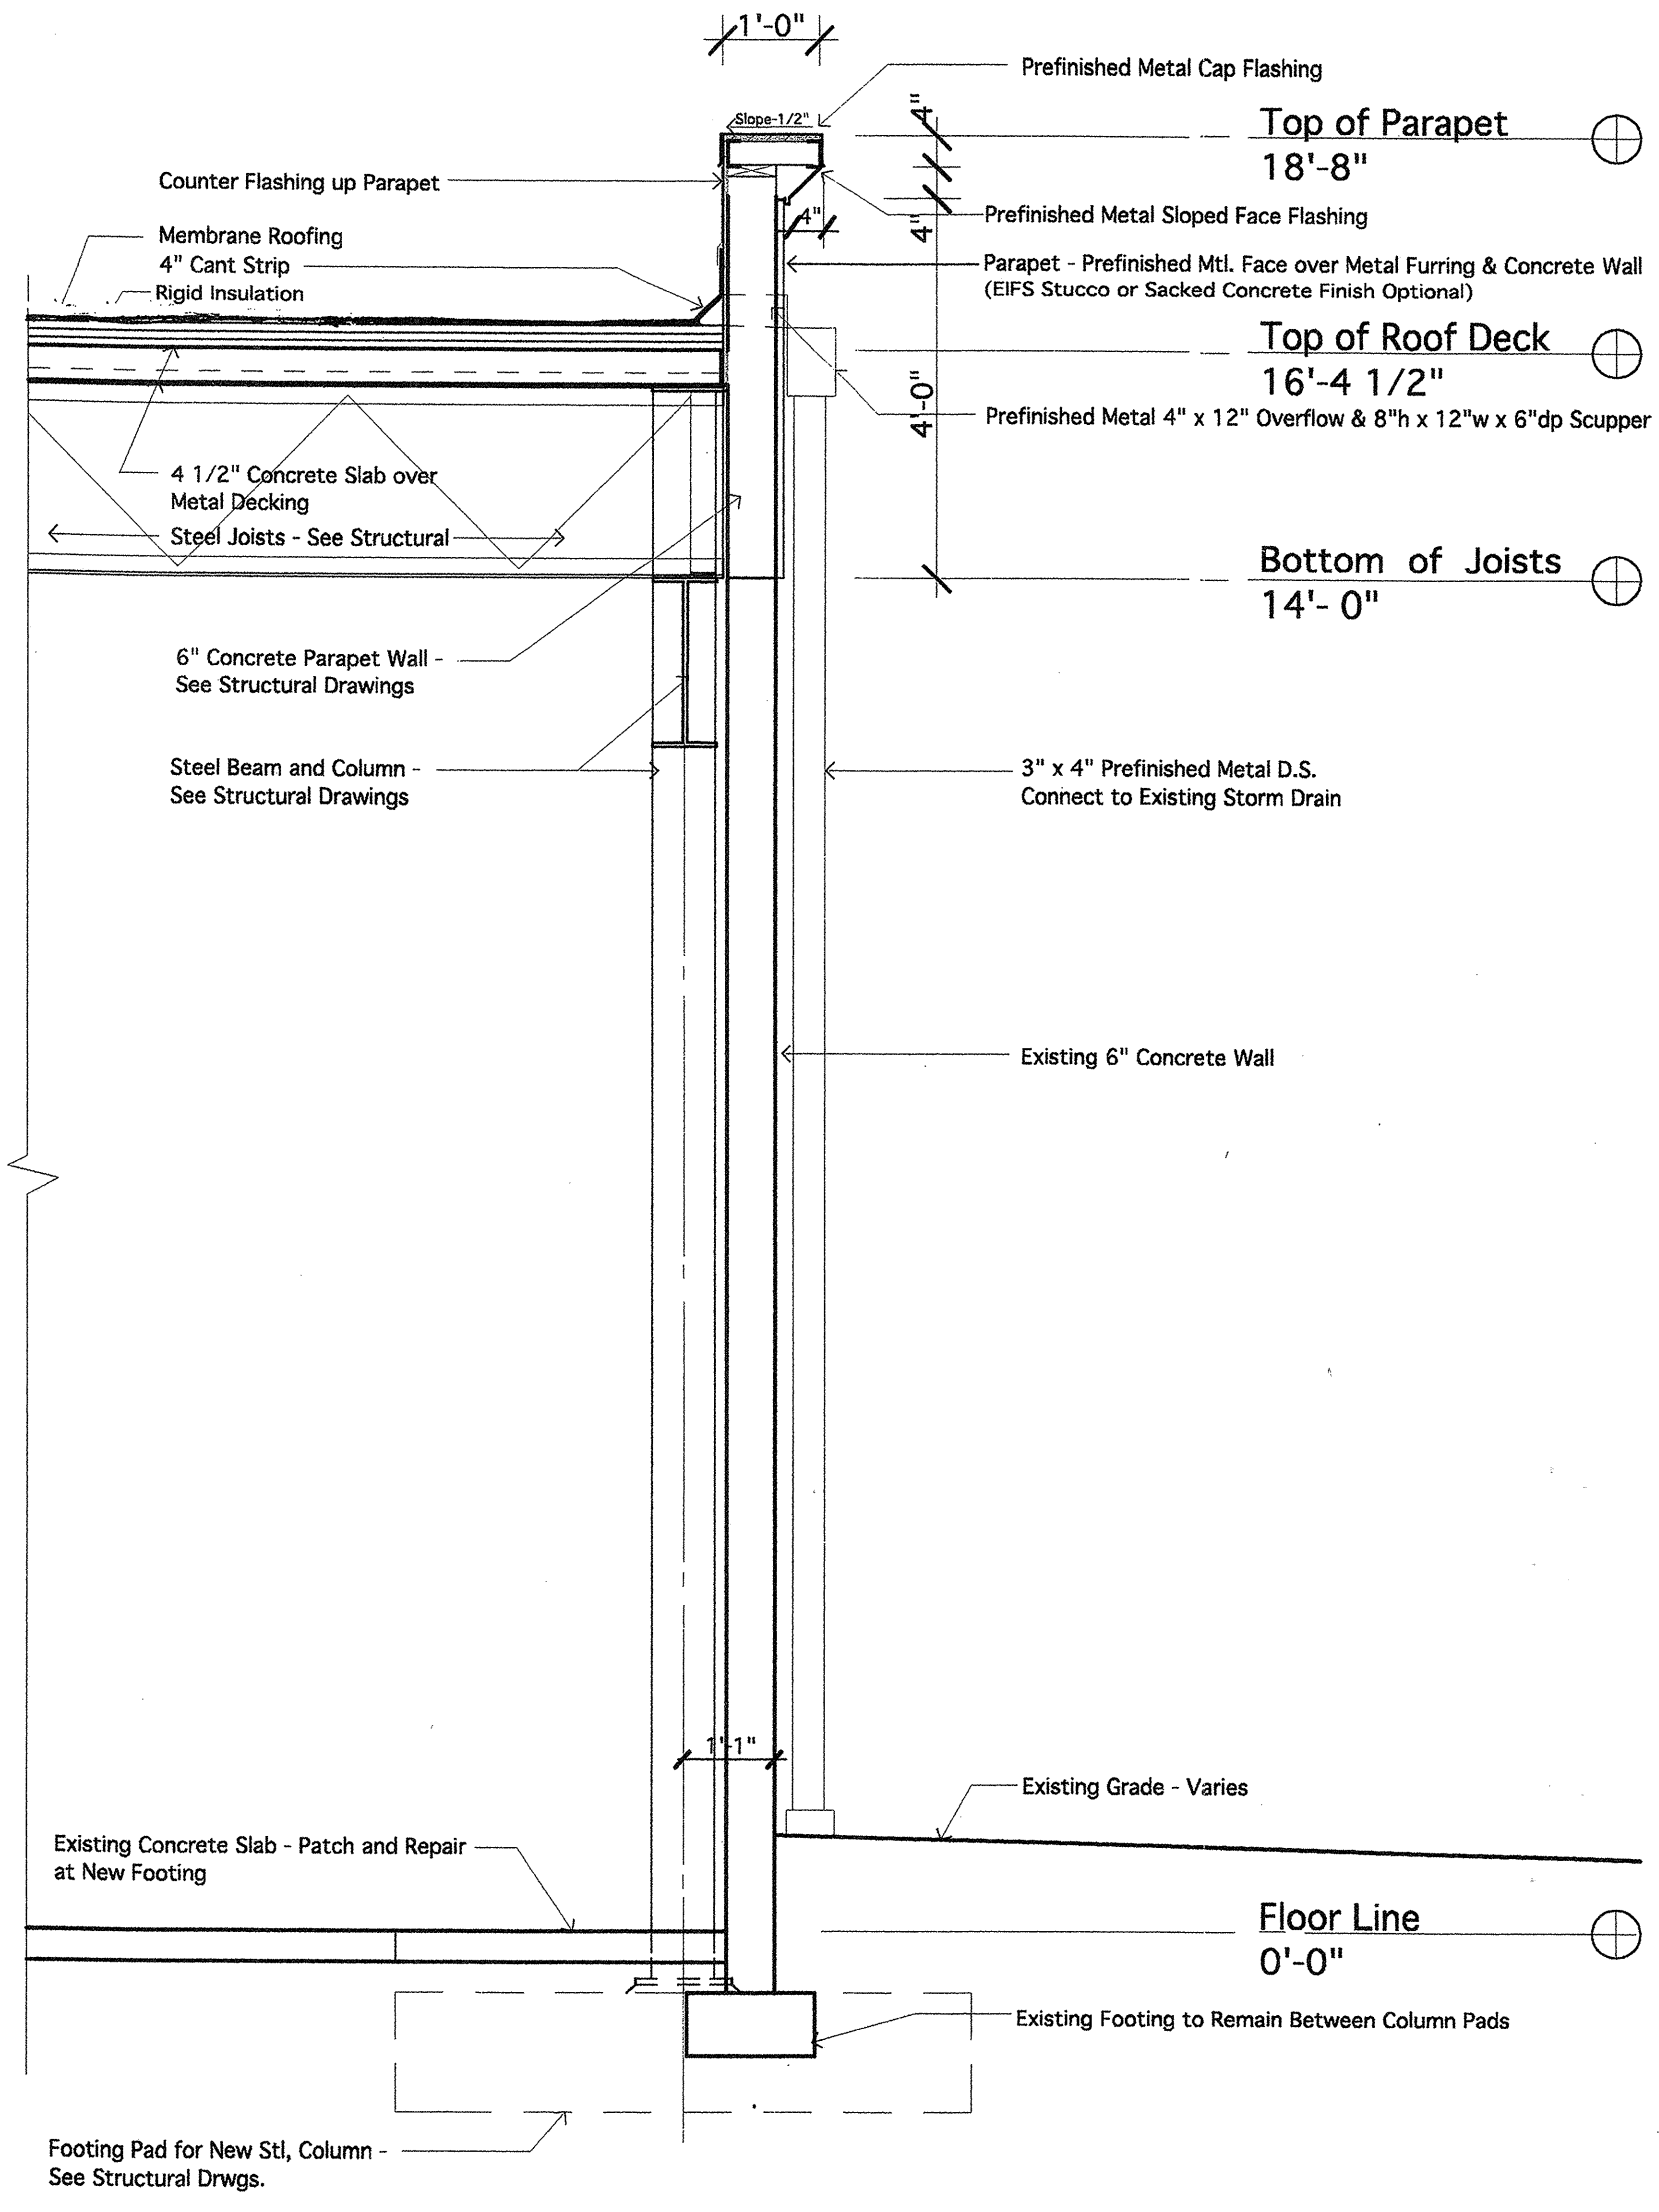 1'-0"
Prefinished Metal Cap Flashing
Slope-1/2"
4"
Top of Parapet
18'-8"
Counter Flashing up Parapet
4"
4"
Prefinished Metal Sloped Face Flashing
Membrane Roofing
4" Cant Strip
Rigid Insulation
Parapet - Prefinished Mtl. Face over Metal Furring & Concrete Wall
(EIFS Stucco or Sacked Concrete Finish Optional)
Top of Roof Deck
16'-4 1/2"
4'-0"
Prefinished Metal 4" x 12" Overflow & 8"h x 12"w x 6"dp Scupper
4 1/2" Concrete Slab over
Metal Decking
Steel Joists - See Structural
Bottom of Joists
14'- 0"
6" Concrete Parapet Wall -
See Structural Drawings
Steel Beam and Column -
See Structural Drawings
3" x 4" Prefinished Metal D.S.
Connect to Existing Storm Drain
Existing 6" Concrete Wall
1'-1"
Existing Grade - Varies
Existing Concrete Slab - Patch and Repair
at New Footing
Floor Line
0'-0"
Existing Footing to Remain Between Column Pads
Footing Pad for New Stl, Column -
See Structural Drwgs.